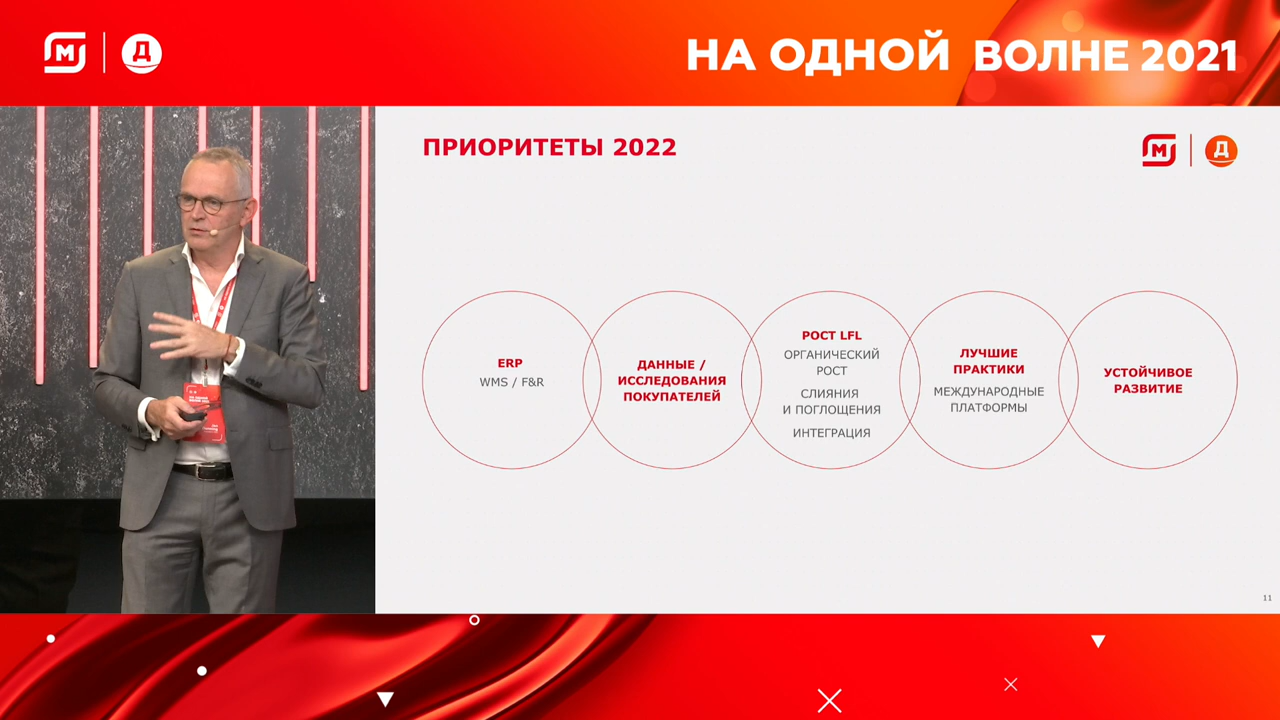 М Д
НА ОДНОЙ ВОЛНЕ 2021
ПРИОРИТЕТЫ 2022
М Д
ERP
WMS / F&R
ДАННЫЕ /
ИССЛЕДОВАНИЯ
ПОКУПАТЕЛЕЙ
РОСТ LFL
ОРГАНИЧЕСКИЙ
РОСТ
СЛИЯНИЯ
И ПОГЛОЩЕНИЯ
ИНТЕГРАЦИЯ
ЛУЧШИЕ
ПРАКТИКИ
МЕЖДУНАРОДНЫЕ
ПЛАТФОРМЫ
УСТОЙЧИВОЕ
РАЗВИТИЕ
11